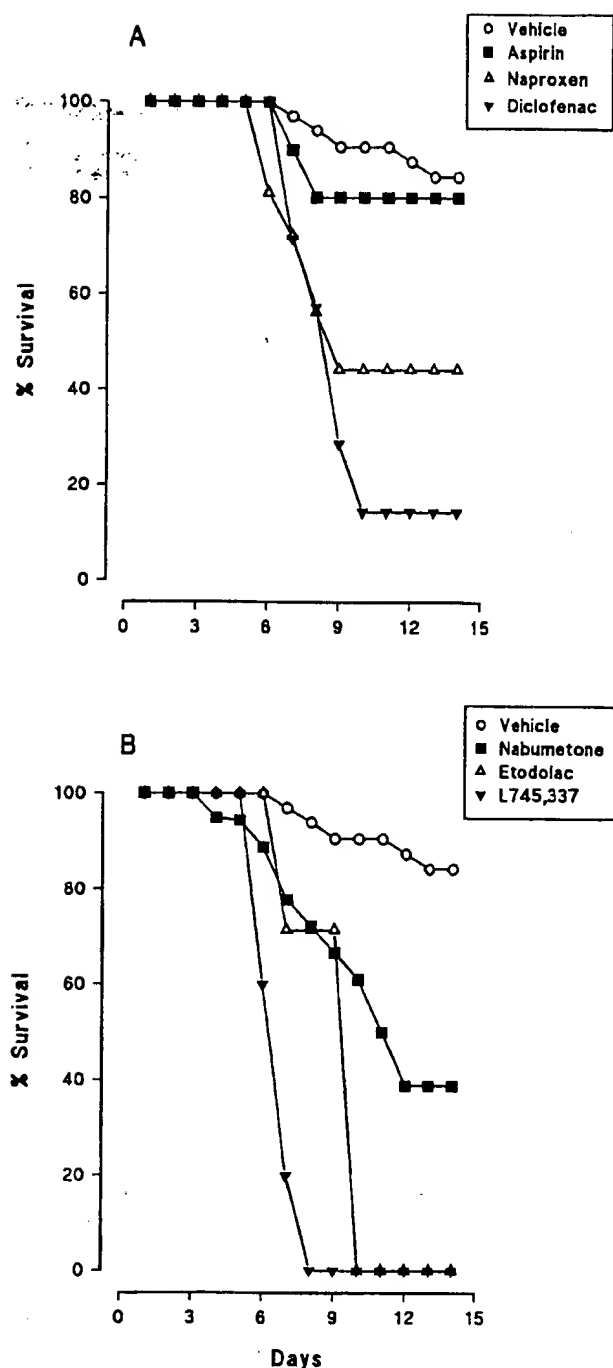 A
Vehicle
Aspirin
Naproxen
Diclofenac
100
80
60
40
20
0
% Survival
0 3 6 9 12 15
B
Vehicle
Nabumetone
Etodolac
L745,337
100
80
60
40
20
0
% Survival
0 3 6 9 12 15
Days